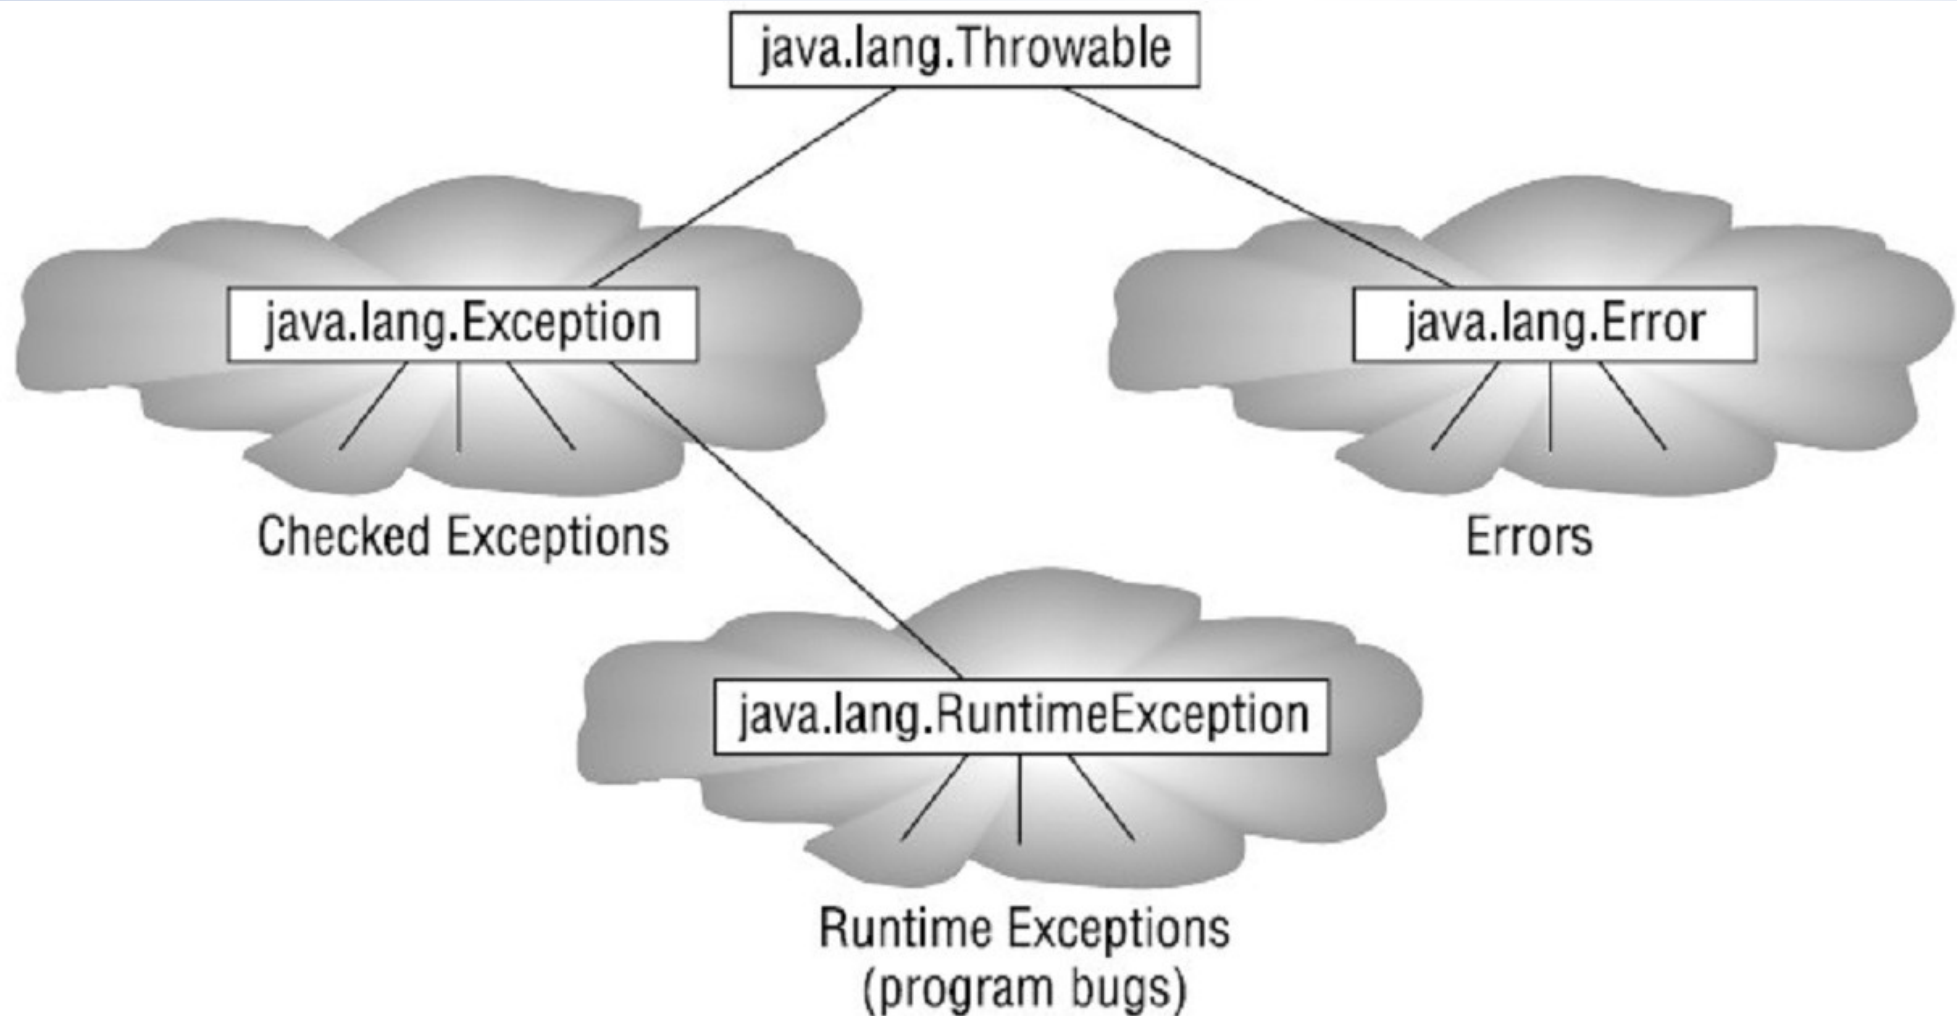 java.lang.Throwable
java.lang.Exception
java.lang.Error
Checked Exceptions
Errors
java.lang.RuntimeException
Runtime Exceptions
(program bugs)